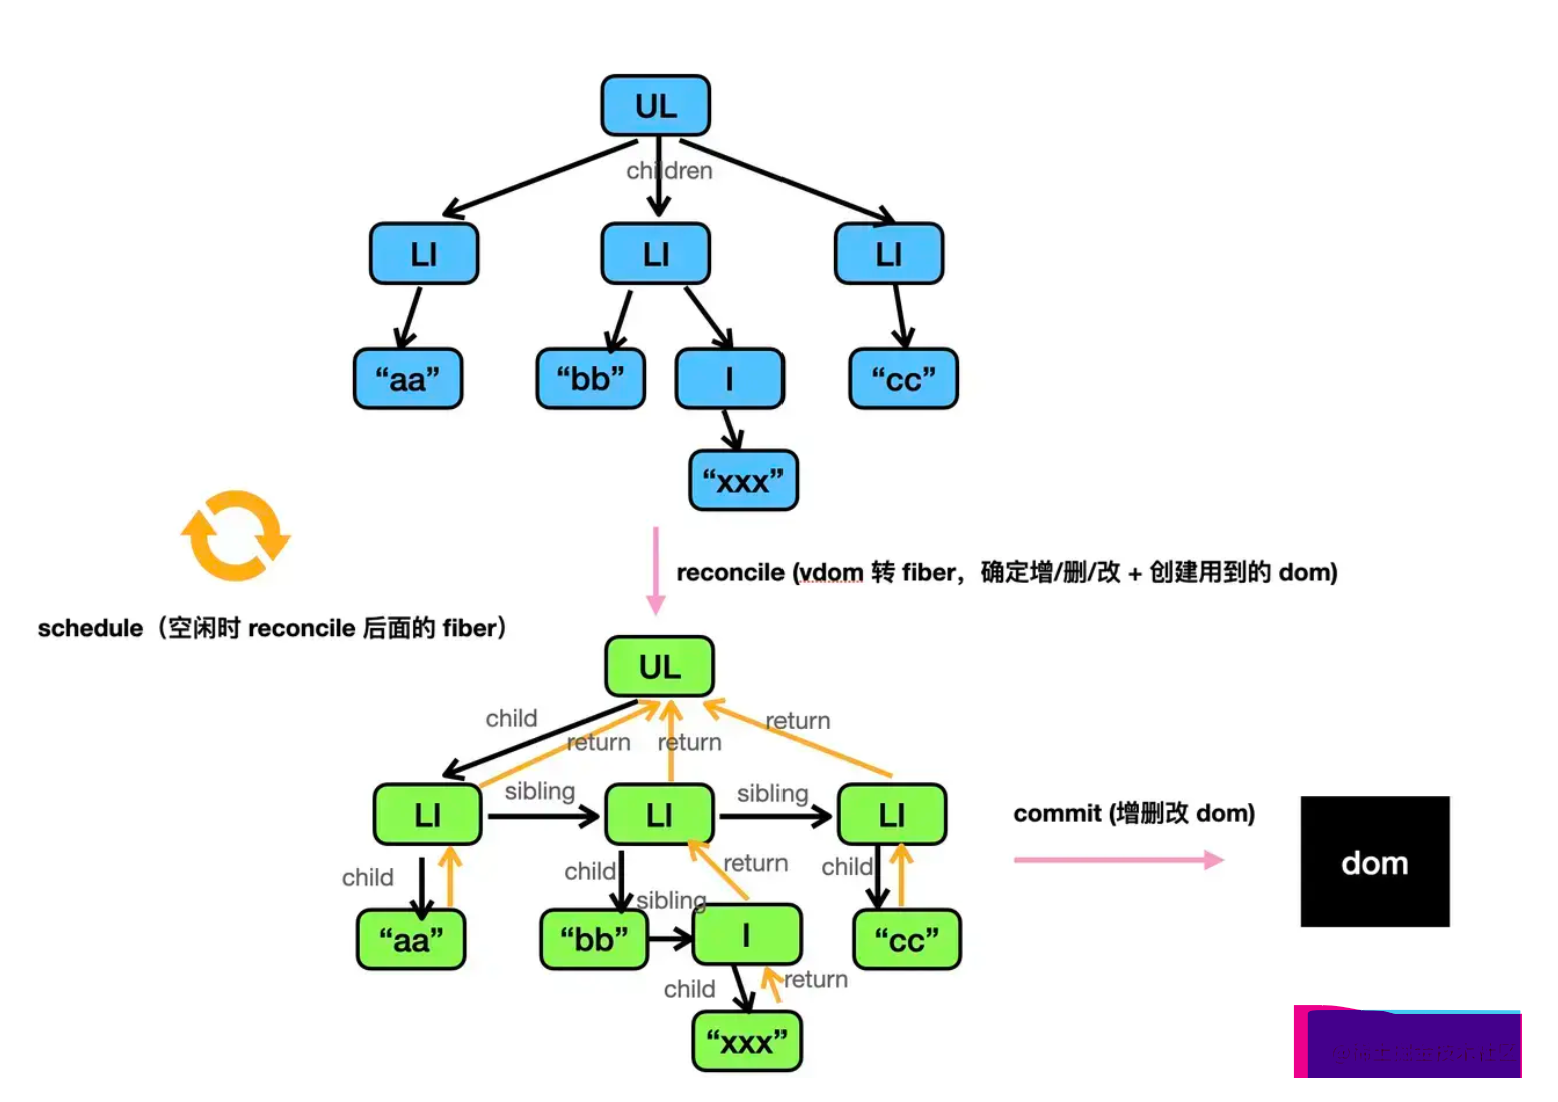 UL
children
LI LI LI
“aa” “bb” I “cc”
“xxx”
reconcile (vdom 转 fiber，确定增/删/改 + 创建用到的 dom)
schedule（空闲时 reconcile 后面的 fiber）
UL
child return return return
LI sibling LI sibling LI
commit (增删改 dom)
dom
child child return child
sibling
“aa” “bb” I “cc”
child return
“xxx”